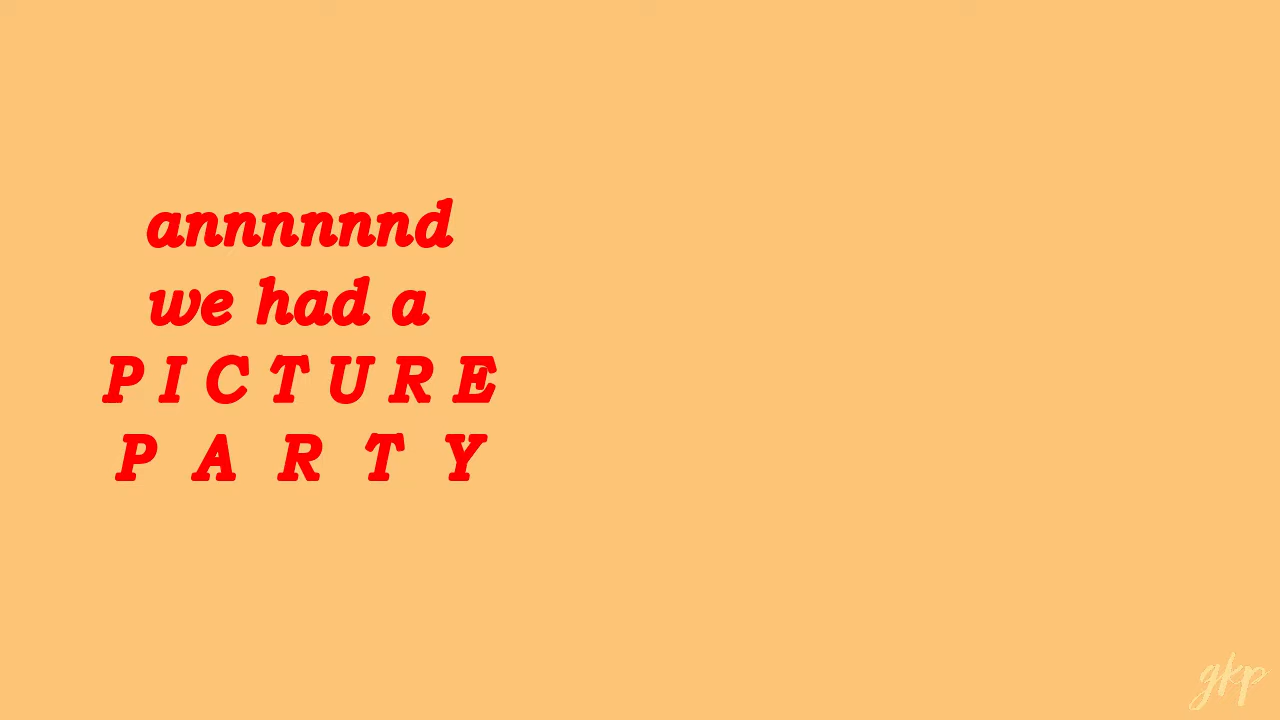 annnnnnd
we had a
P I C T U R E
P A R T Y
gkp